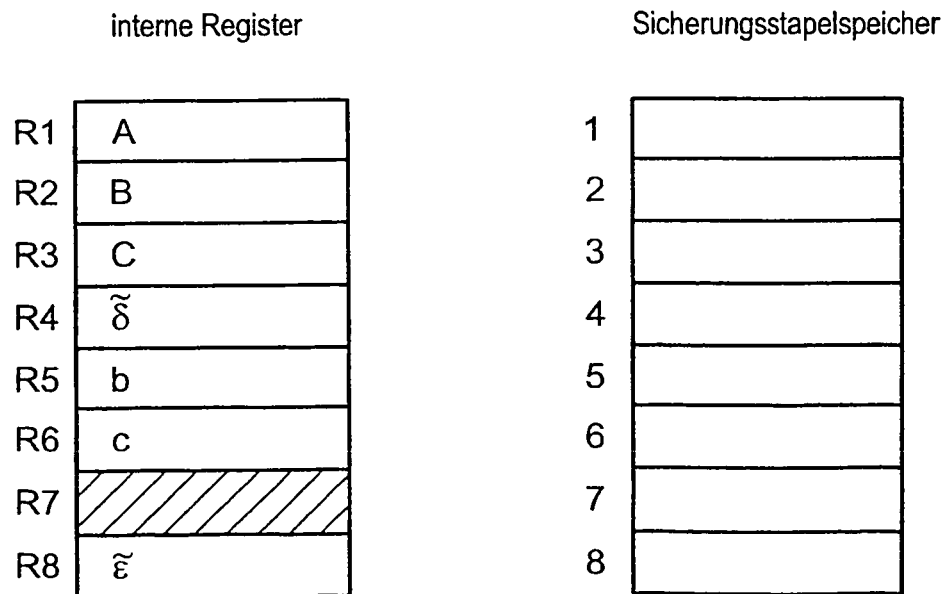 interne Register Sicherungsstapelspeicher
R1 A 1
R2 B 2
R3 C 3
R4 δ̃ 4
R5 b 5
R6 c 6
R7 7
R8 ε̃ 8